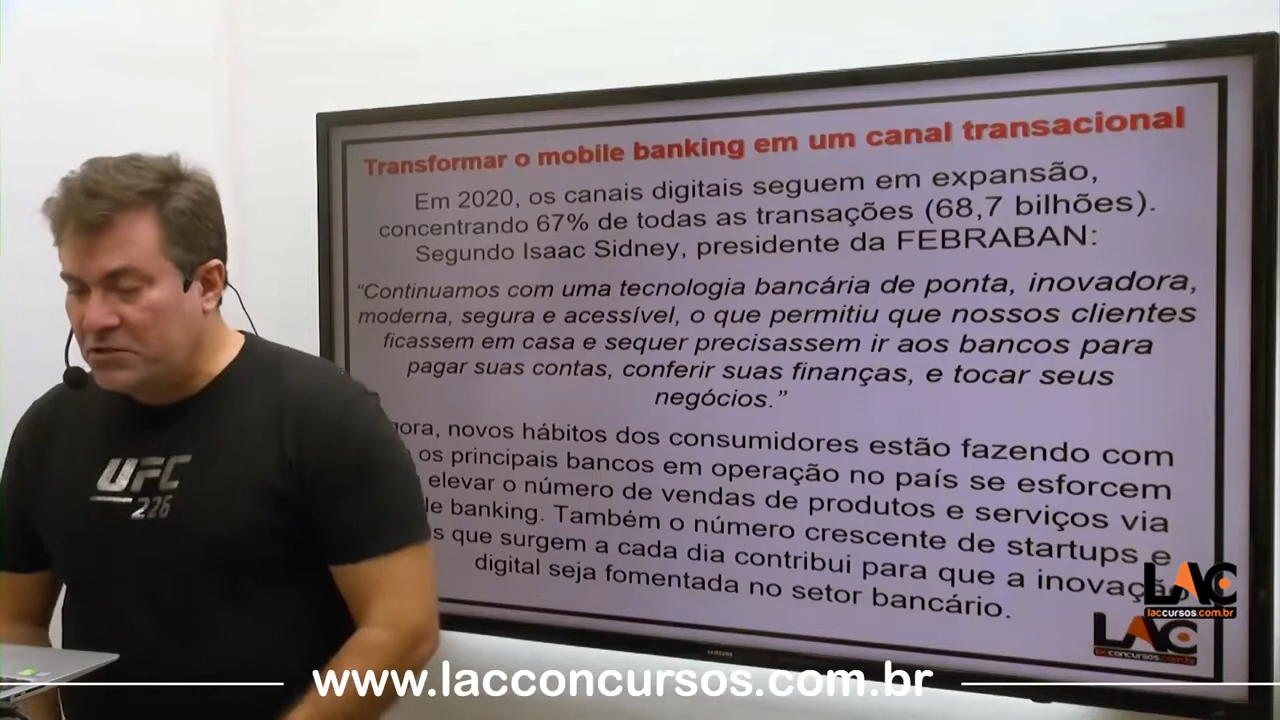 Transformar o mobile banking em um canal transacional
Em 2020, os canais digitais seguem em expansão,
concentrando 67% de todas as transações (68,7 bilhões).
Segundo Isaac Sidney, presidente da FEBRABAN:
“Continuamos com uma tecnologia bancária de ponta, inovadora,
moderna, segura e acessível, o que permitiu que nossos clientes
ficassem em casa e sequer precisassem ir aos bancos para
pagar suas contas, conferir suas finanças, e tocar seus
negócios.”
novos hábitos dos consumidores estão fazendo com
os principais bancos em operação no país se esforcem
elevar o número de vendas de produtos e serviços via
banking. Também o número crescente de startups e
que surgem a cada dia contribui para que a inovação
digital seja fomentada no setor bancário.
UFC
226
LAC
laccursos.com.br
LAC
SAMSUNG
www.lacconcursos.com.br